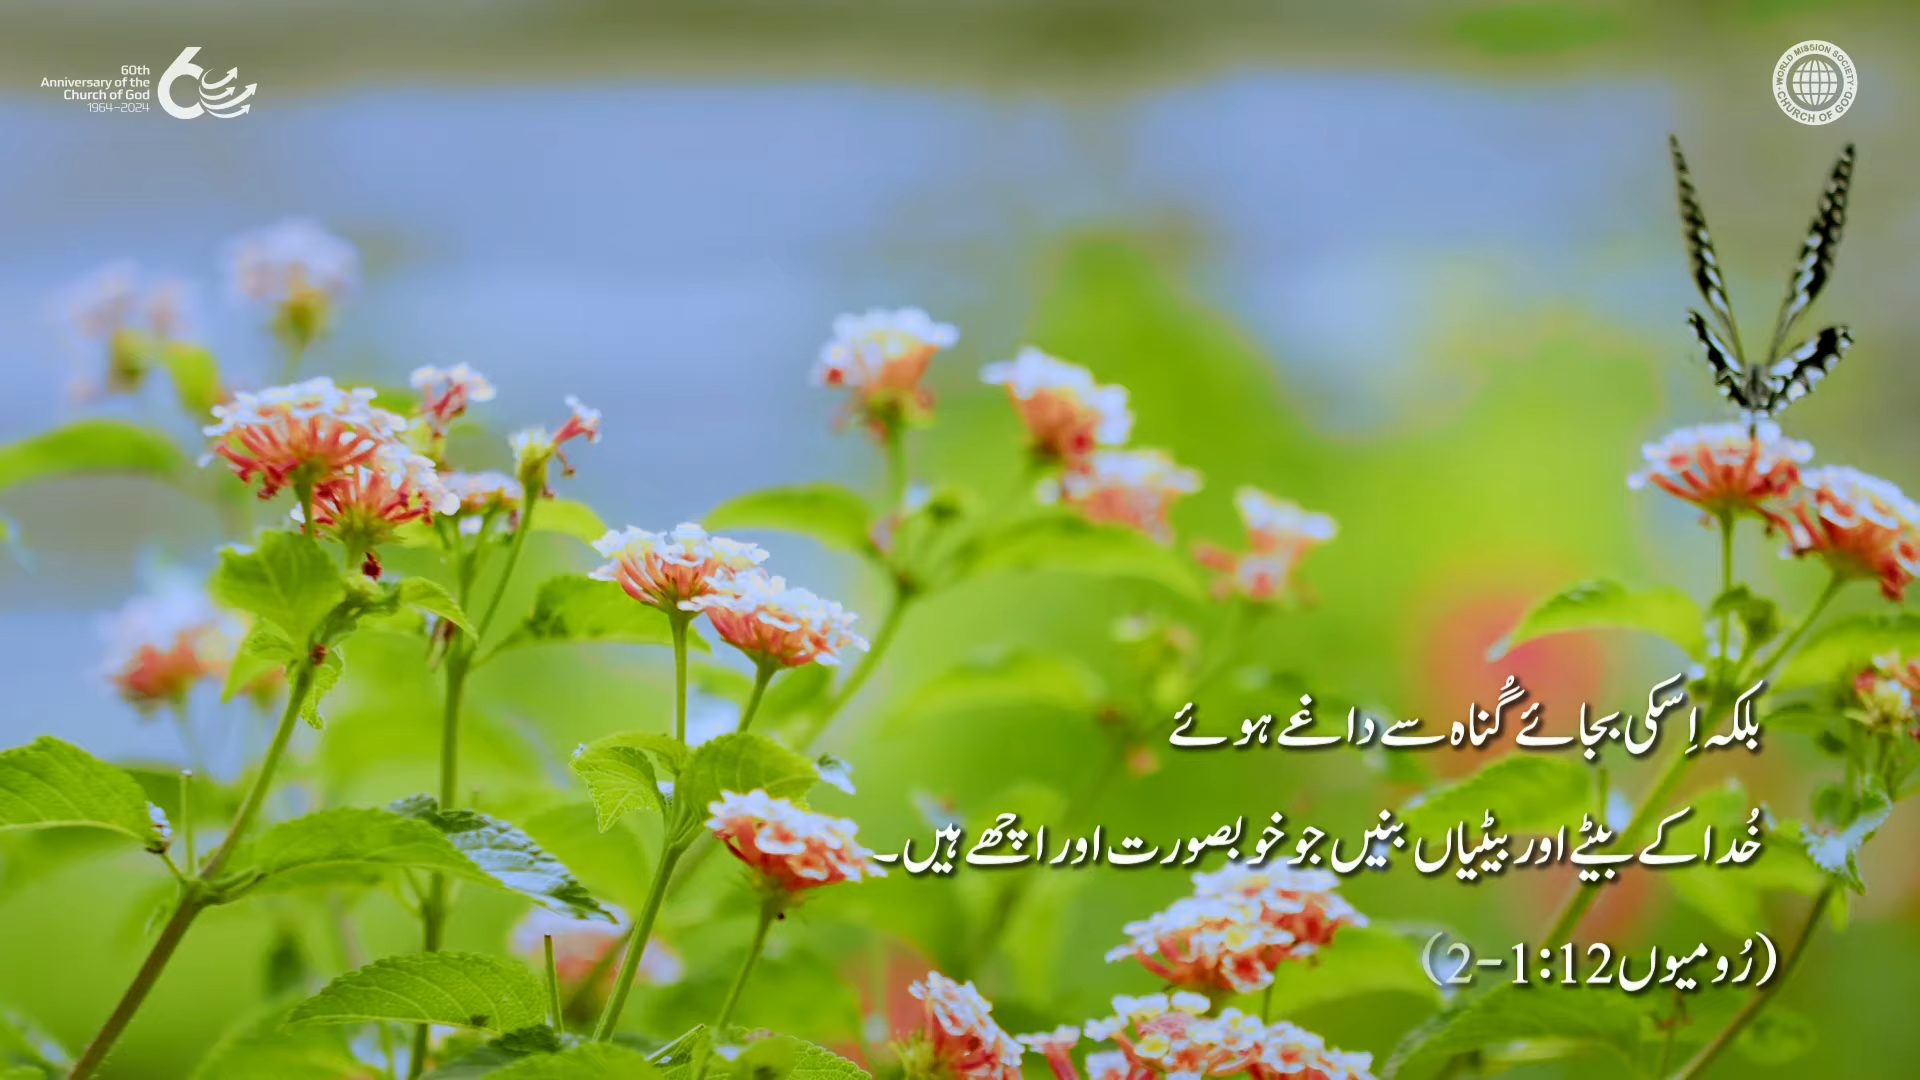 60th
Anniversary of the
Church of God
1964–2024
60
WORLD MISSION SOCIETY
CHURCH OF GOD
بلکہ اِسکی بجائے گُناہ سے داغے ہوئے
خُدا کے بیٹے اور بیٹیاں بنیں جو خوبصورت اور اچھے ہیں۔
(رُومیوں 12:1-2)